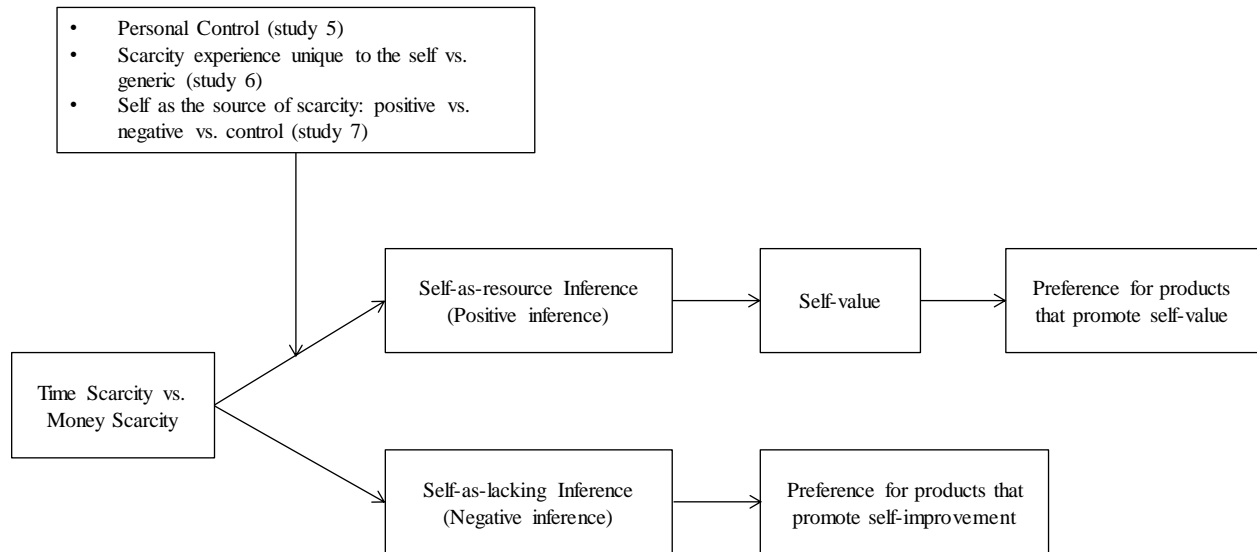 • Personal Control (study 5)
• Scarcity experience unique to the self vs.
generic (study 6)
• Self as the source of scarcity: positive vs.
negative vs. control (study 7)
Self-as-resource Inference
(Positive inference)
Self-value
Preference for products
that promote self-value
Time Scarcity vs.
Money Scarcity
Self-as-lacking Inference
(Negative inference)
Preference for products that
promote self-improvement